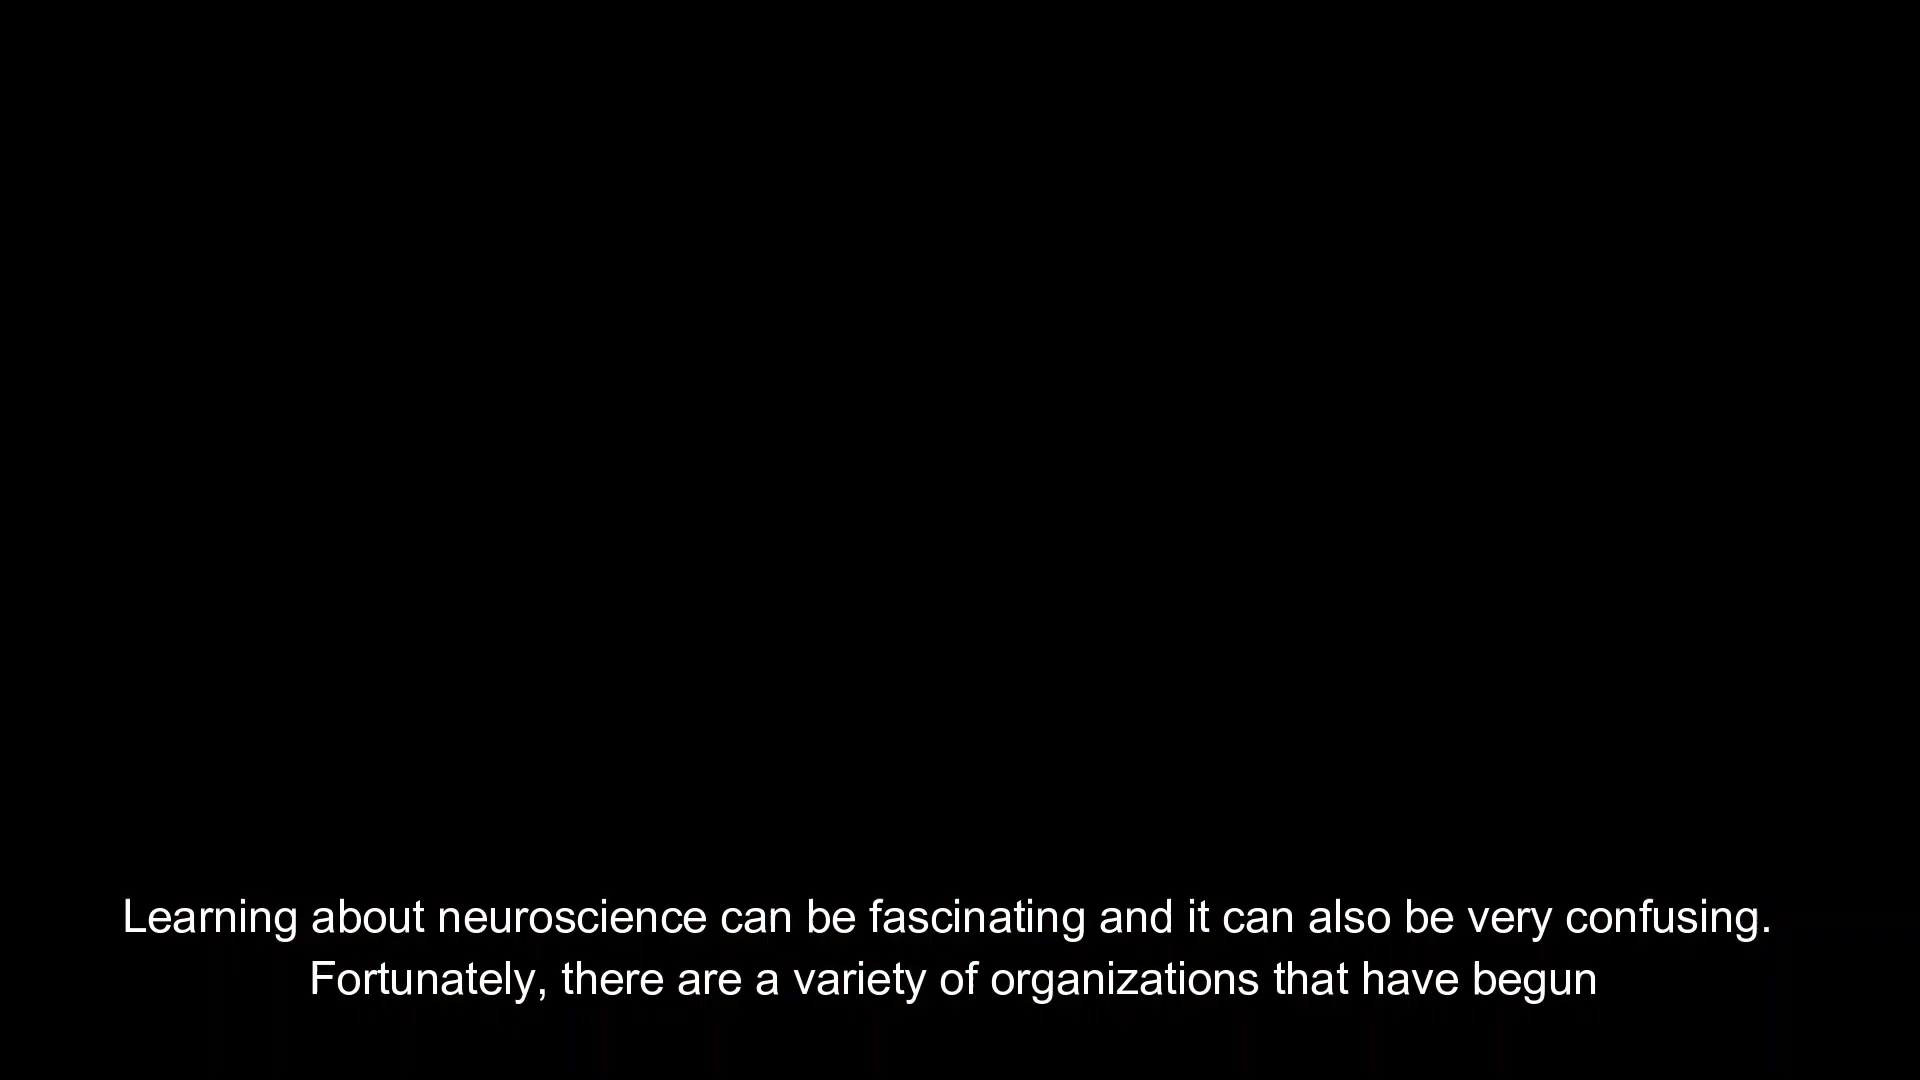 Learning about neuroscience can be fascinating and it can also be very confusing.
Fortunately, there are a variety of organizations that have begun